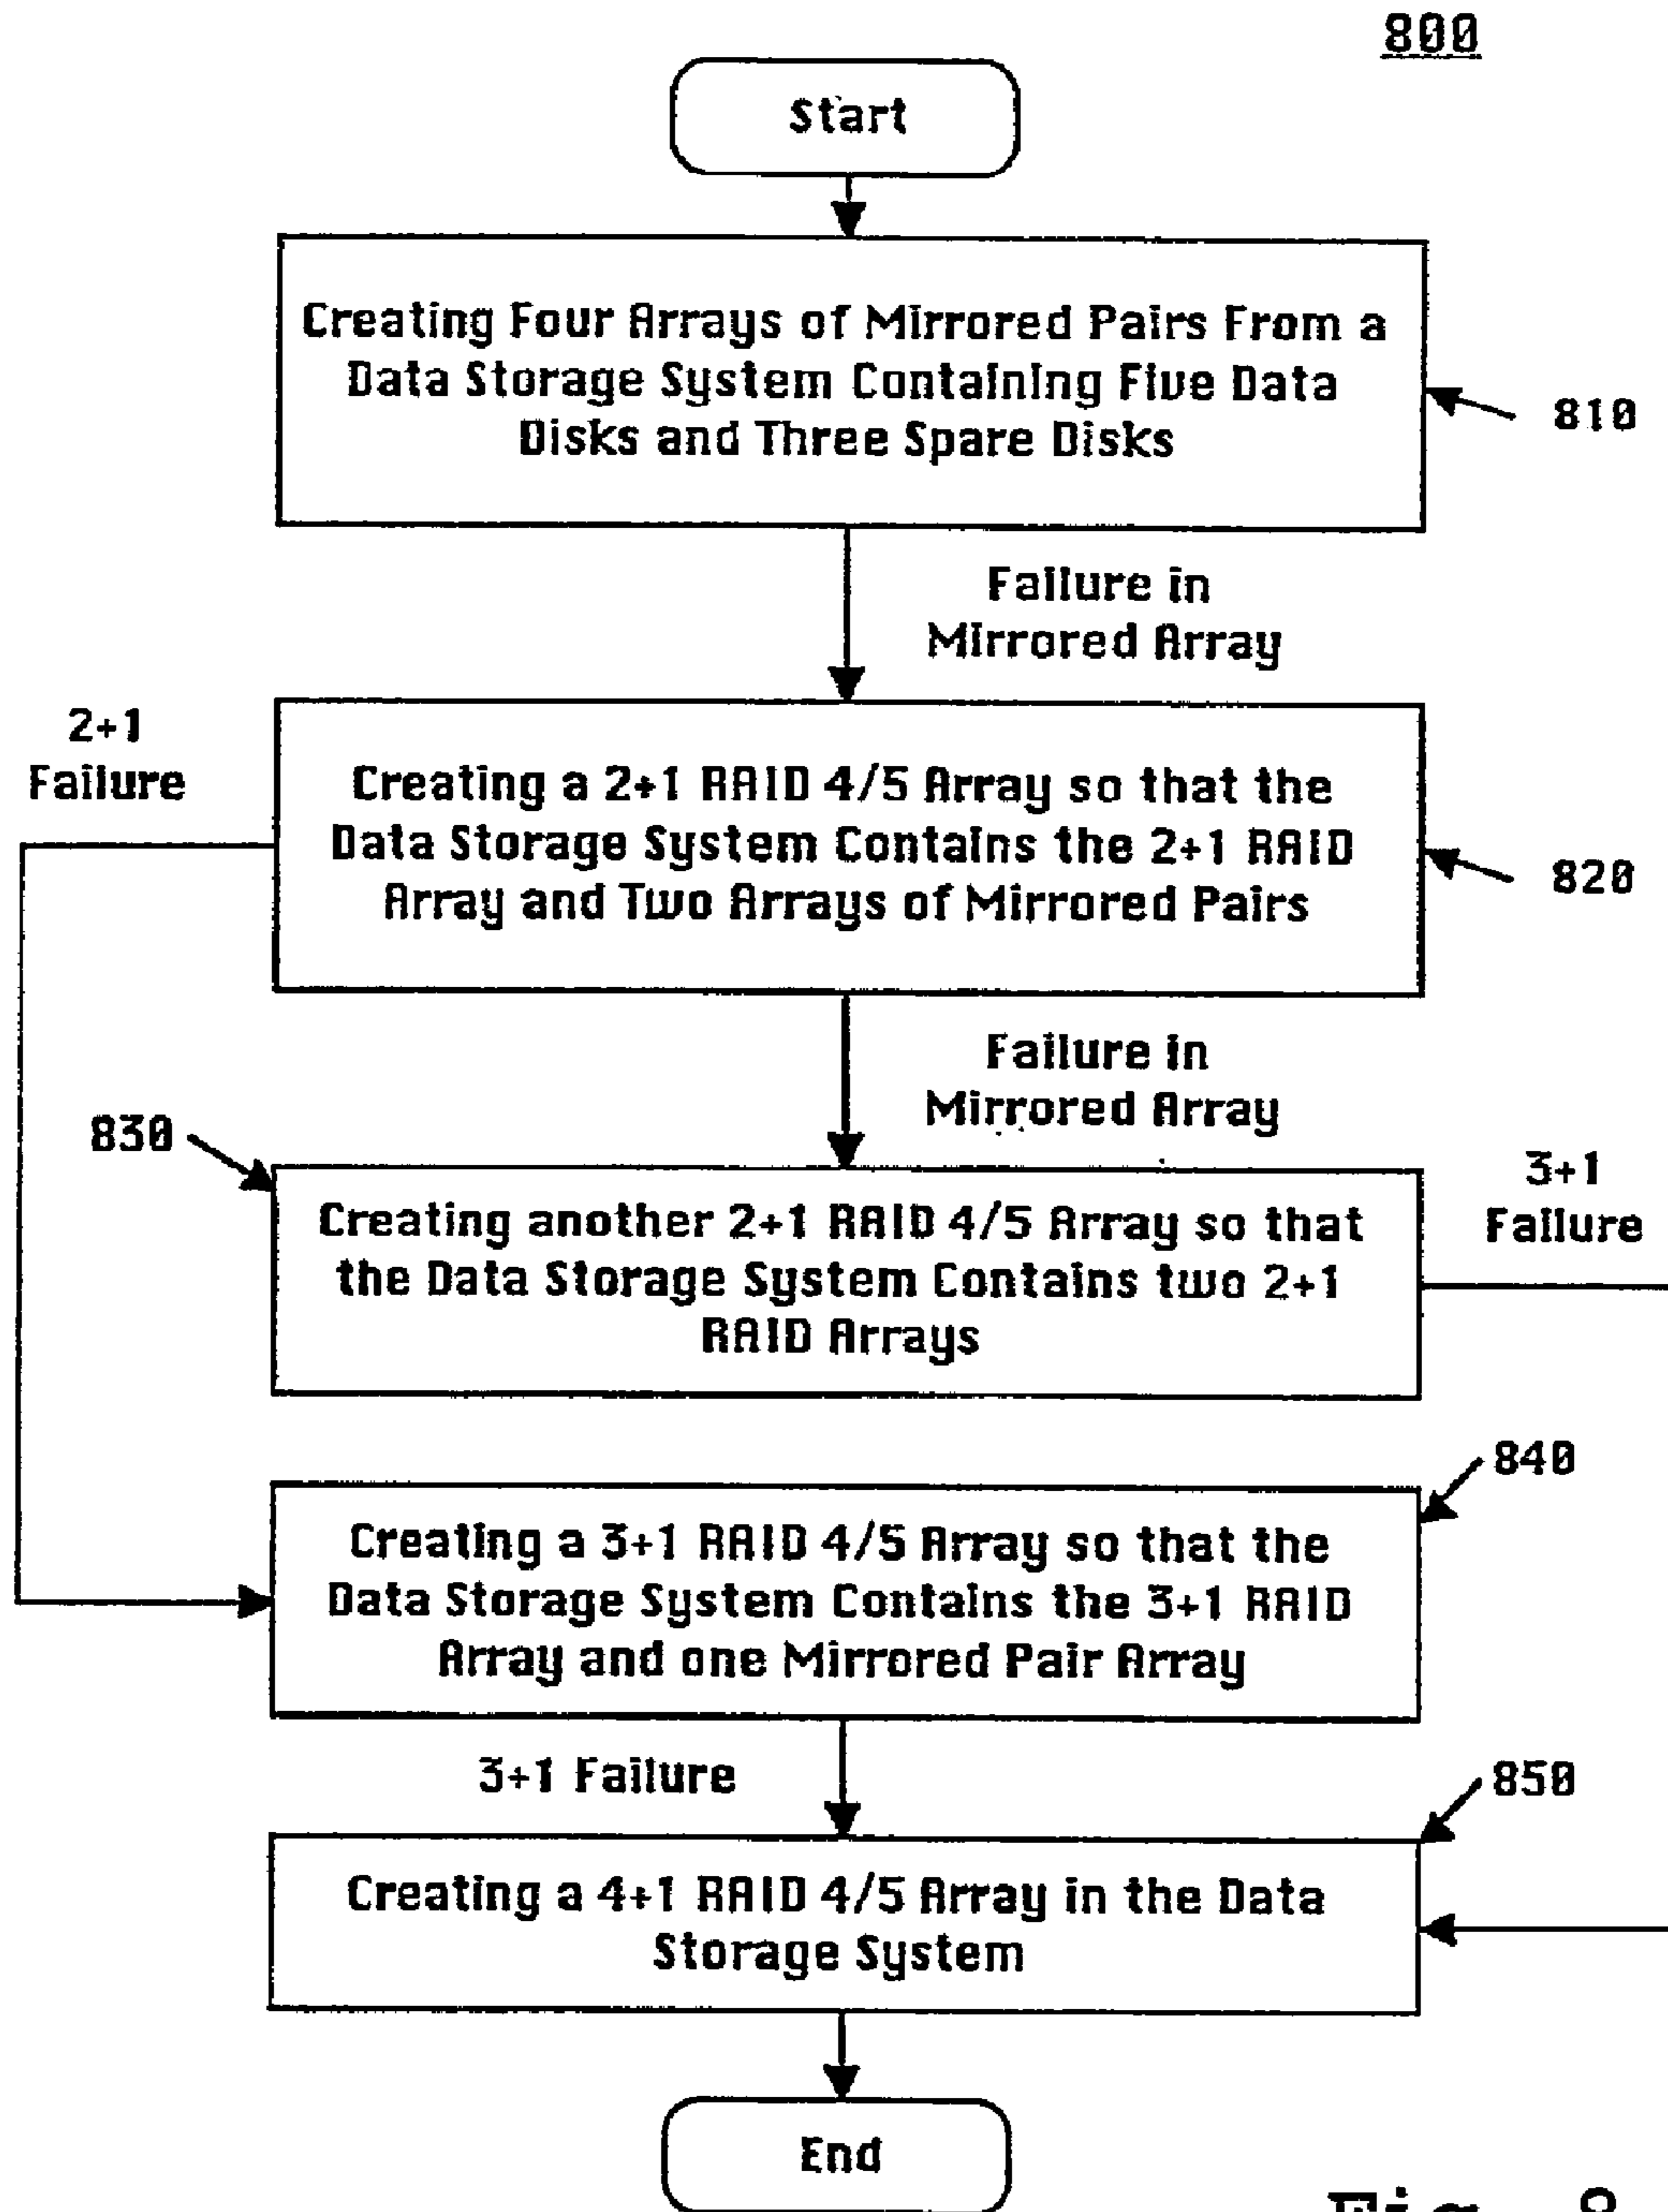 800
Start
Creating Four Arrays of Mirrored Pairs From a
Data Storage System Containing Five Data
Disks and Three Spare Disks
810
Failure in
Mirrored Array
2+1
Failure
Creating a 2+1 RAID 4/5 Array so that the
Data Storage System Contains the 2+1 RAID
Array and Two Arrays of Mirrored Pairs
820
Failure in
Mirrored Array
830
Creating another 2+1 RAID 4/5 Array so that
the Data Storage System Contains two 2+1
RAID Arrays
3+1
Failure
840
Creating a 3+1 RAID 4/5 Array so that the
Data Storage System Contains the 3+1 RAID
Array and one Mirrored Pair Array
3+1 Failure
850
Creating a 4+1 RAID 4/5 Array in the Data
Storage System
End